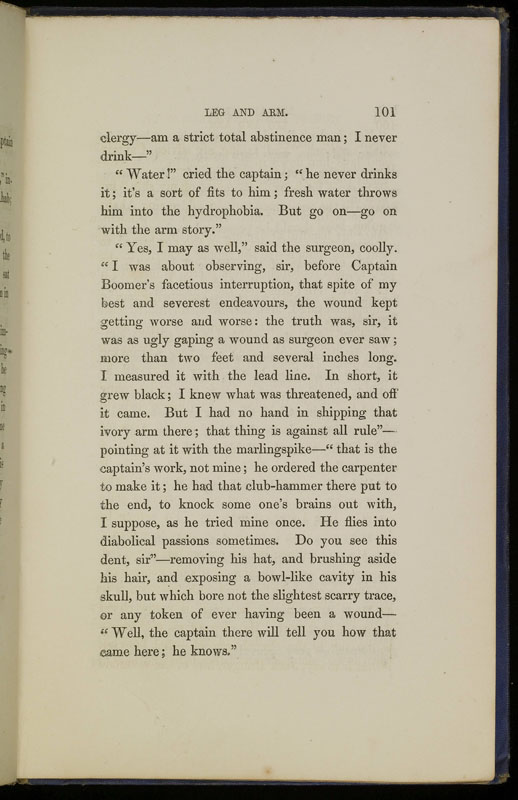 LEG AND ARM. 101
clergy—am a strict total abstinence man; I never
drink—”
“Water!” cried the captain; “he never drinks
it; it’s a sort of fits to him; fresh water throws
him into the hydrophobia. But go on—go on
with the arm story.”
“Yes, I may as well,” said the surgeon, coolly.
“I was about observing, sir, before Captain
Boomer’s facetious interruption, that spite of my
best and severest endeavours, the wound kept
getting worse and worse: the truth was, sir, it
was as ugly gaping a wound as surgeon ever saw;
more than two feet and several inches long.
I measured it with the lead line. In short, it
grew black; I knew what was threatened, and off
it came. But I had no hand in shipping that
ivory arm there; that thing is against all rule”—
pointing at it with the marlingspike—“that is the
captain’s work, not mine; he ordered the carpenter
to make it; he had that club-hammer there put to
the end, to knock some one’s brains out with,
I suppose, as he tried mine once. He flies into
diabolical passions sometimes. Do you see this
dent, sir”—removing his hat, and brushing aside
his hair, and exposing a bowl-like cavity in his
skull, but which bore not the slightest scarry trace,
or any token of ever having been a wound—
“Well, the captain there will tell you how that
came here; he knows.”